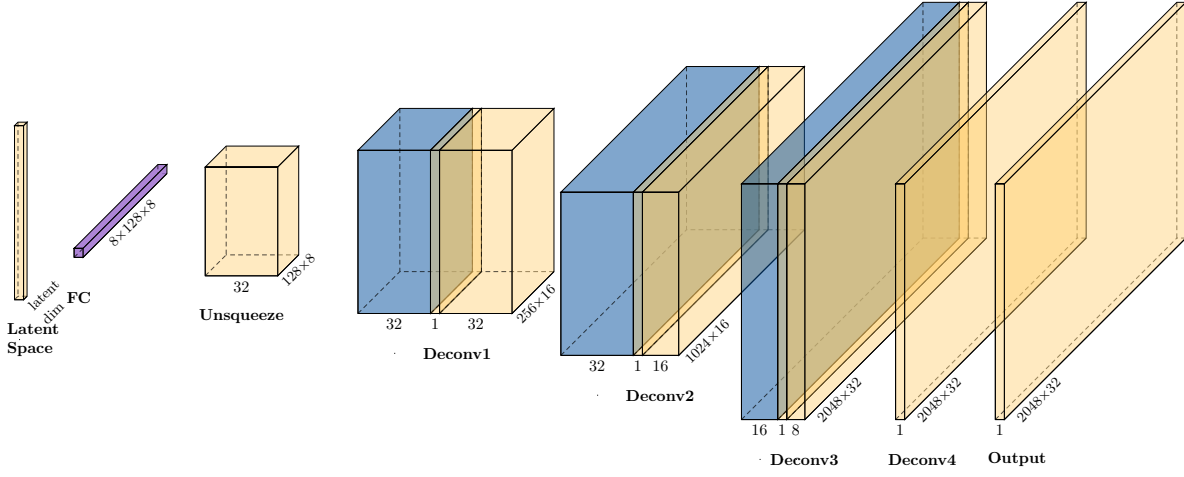 latent
dim
Latent
Space
8×128×8
FC
32
128×8
Unsqueeze
32 1 32
256×16
Deconv1
32 1 16
1024×16
Deconv2
16 1 8
2048×32
Deconv3
1
2048×32
Deconv4
1
2048×32
Output